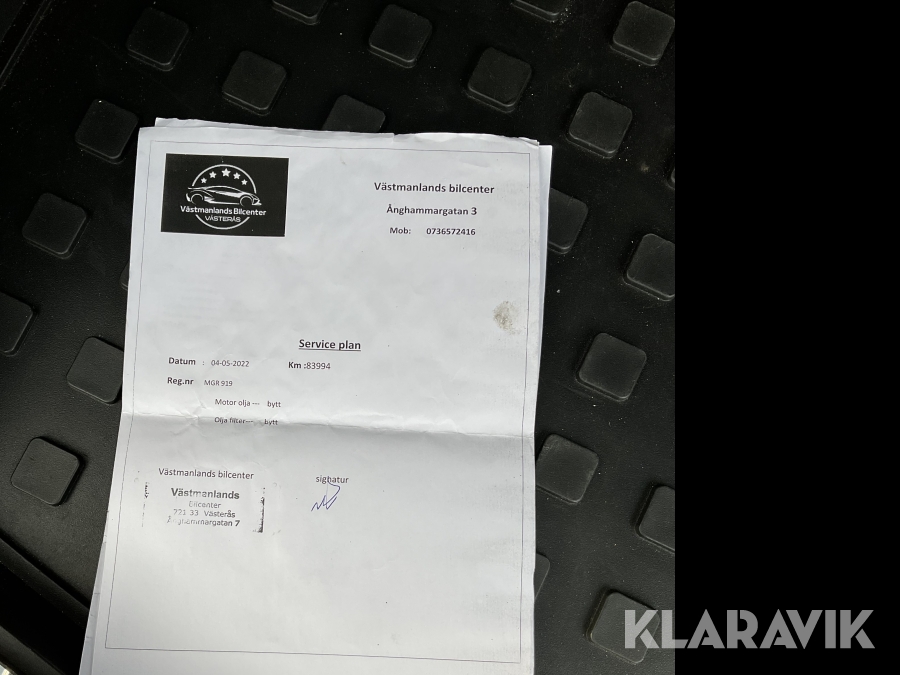 Västmanlands Bilcenter
VÄSTERÅS
Västmanlands bilcenter
Ånghammargatan 3
Mob: 0736572416
Service plan
Datum : 04-05-2022 Km :83994
Reg.nr MGR 919
Motor olja — bytt
Olja filter— bytt
Västmanlands bilcenter signatur
Västmanlands
Bilcenter
721 33 Västerås
Ånghammargatan 7
KLARAVIK